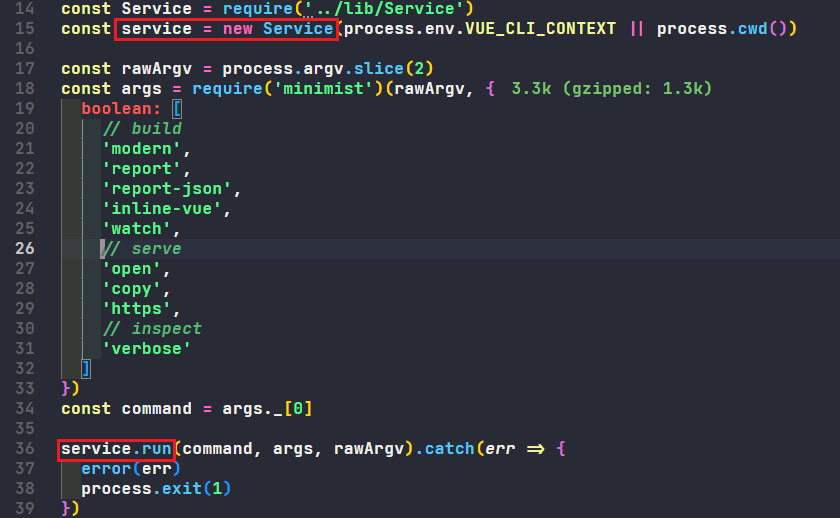 14 const Service = require('../lib/Service')
15 const service = new Service(process.env.VUE_CLI_CONTEXT || process.cwd())
16
17 const rawArgv = process.argv.slice(2)
18 const args = require('minimist')(rawArgv, { 3.3k (gzipped: 1.3k)
19   boolean: [
20     // build
21     'modern',
22     'report',
23     'report-json',
24     'inline-vue',
25     'watch',
26     // serve
27     'open',
28     'copy',
29     'https',
30     // inspect
31     'verbose'
32   ]
33 })
34 const command = args._[0]
35
36 service.run(command, args, rawArgv).catch(err => {
37   error(err)
38   process.exit(1)
39 })